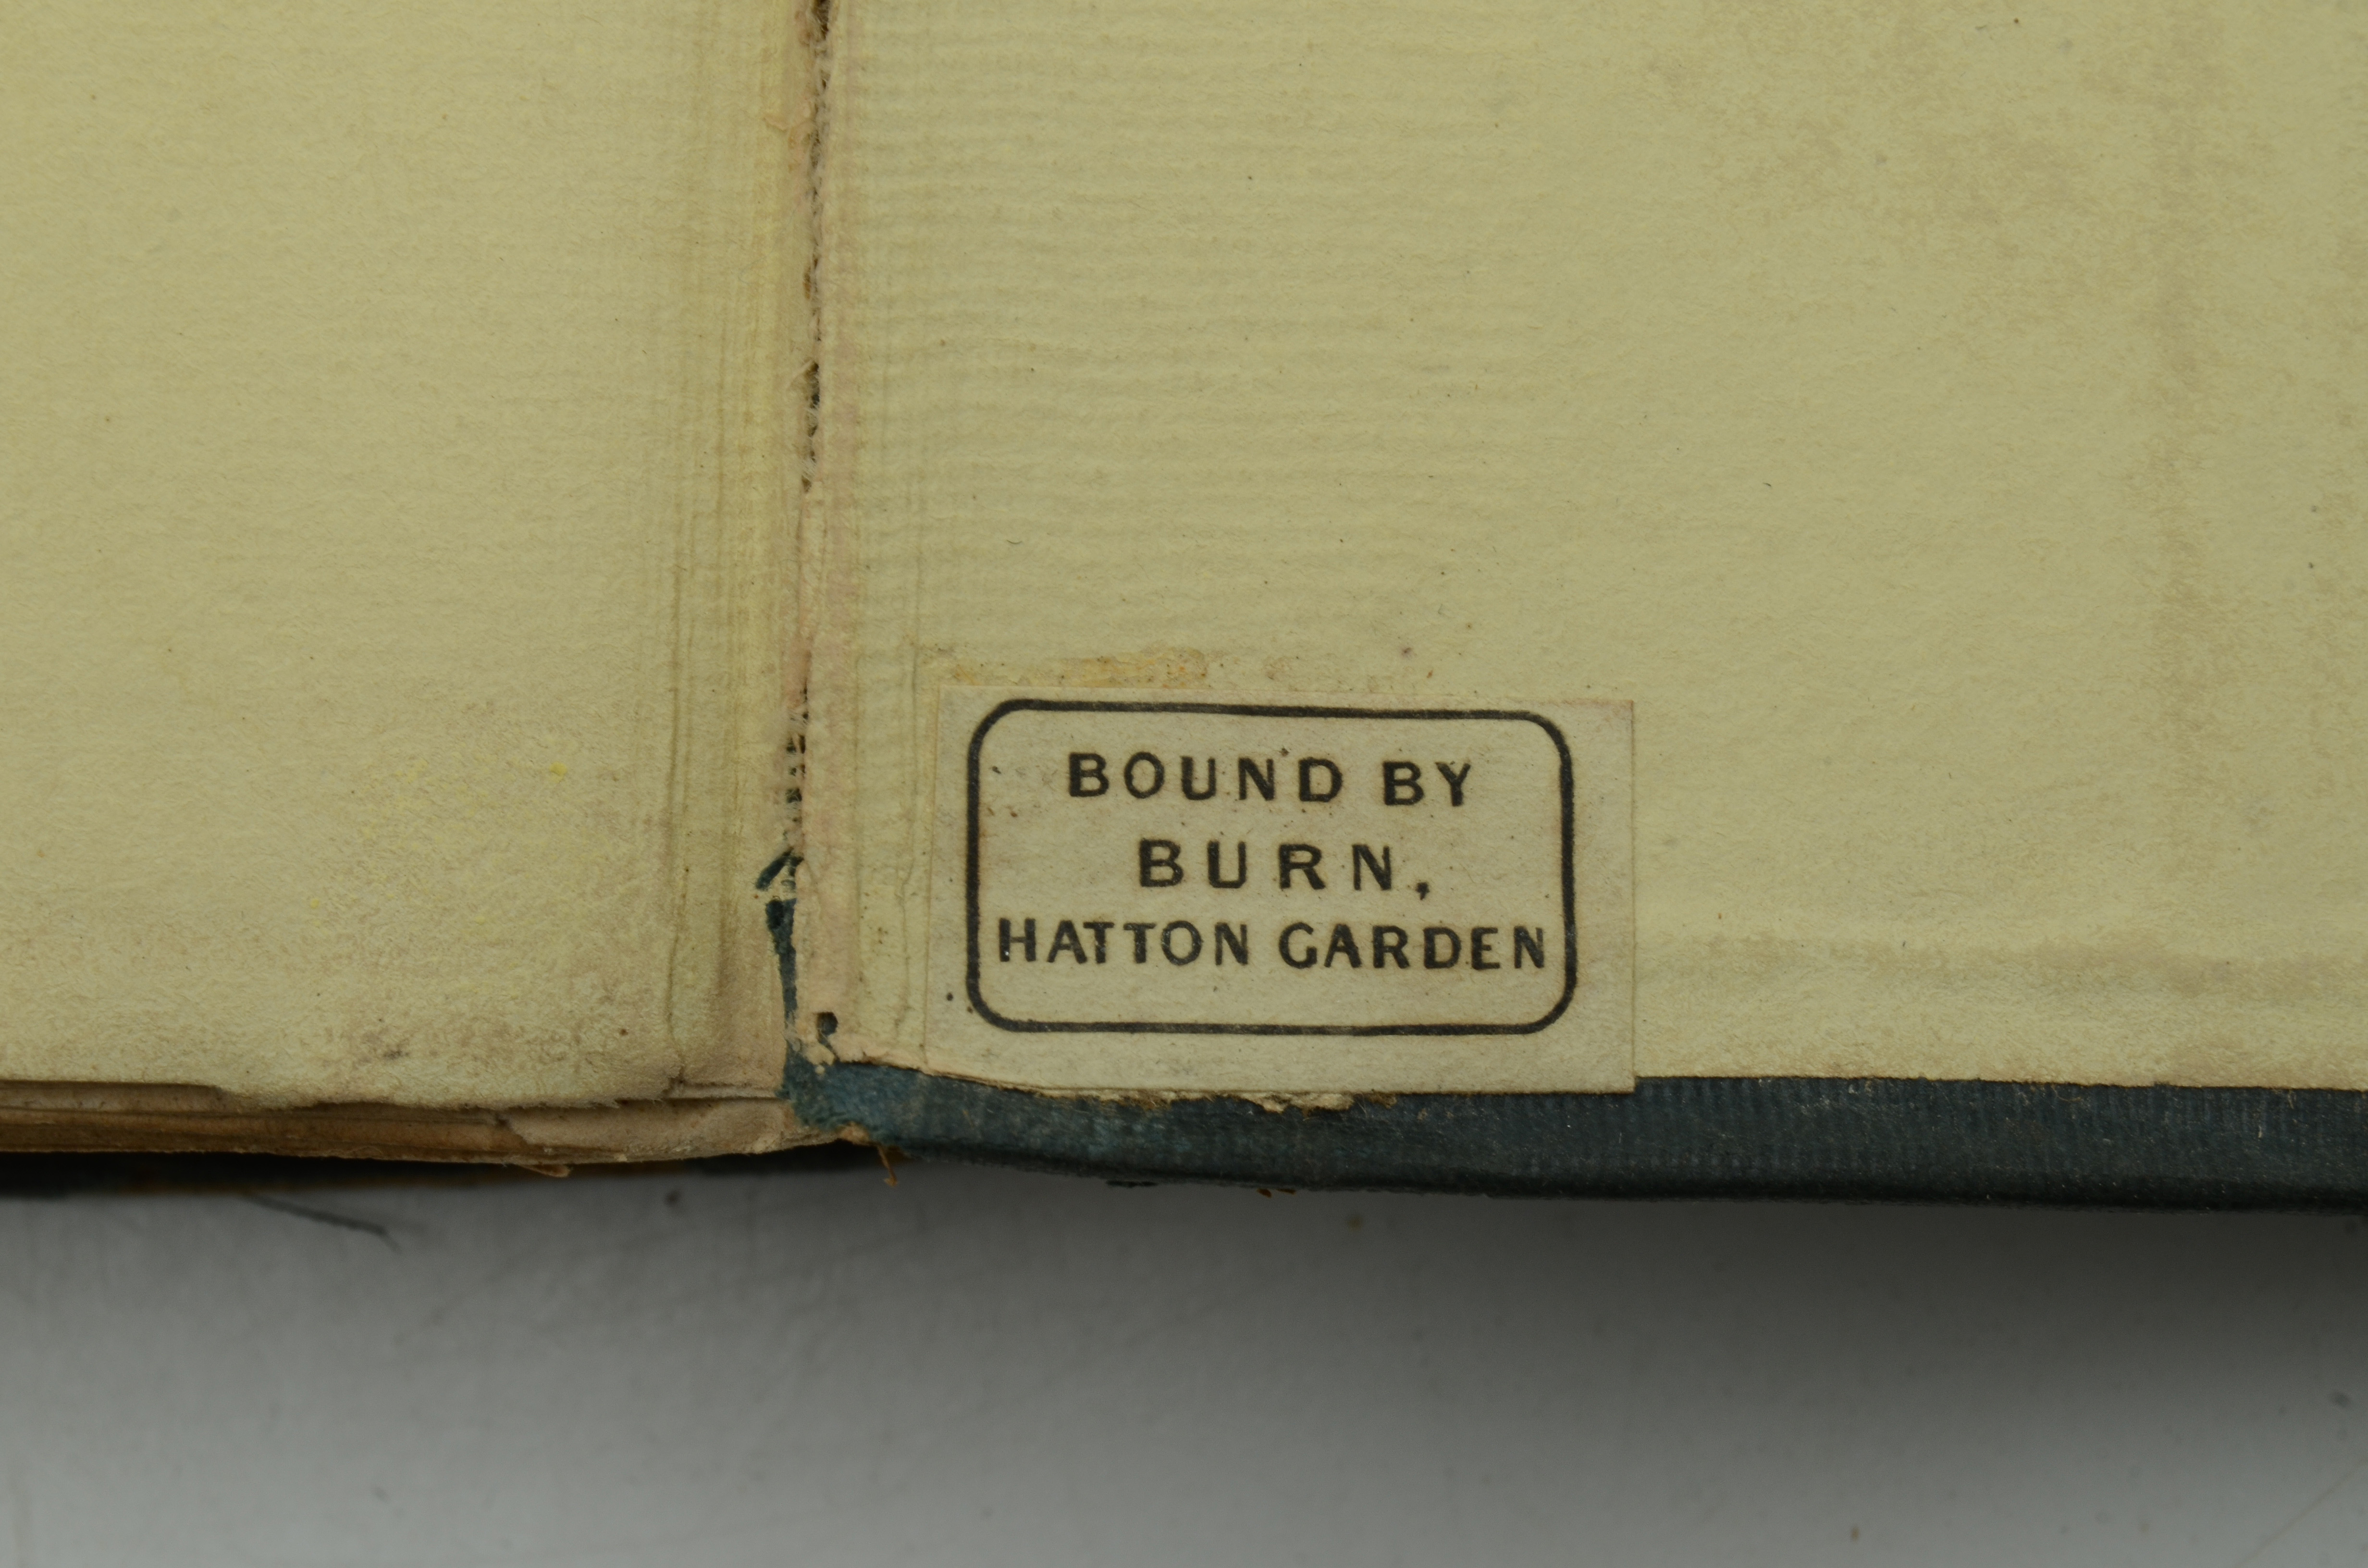 BOUND BY
BURN,
HATTON GARDEN